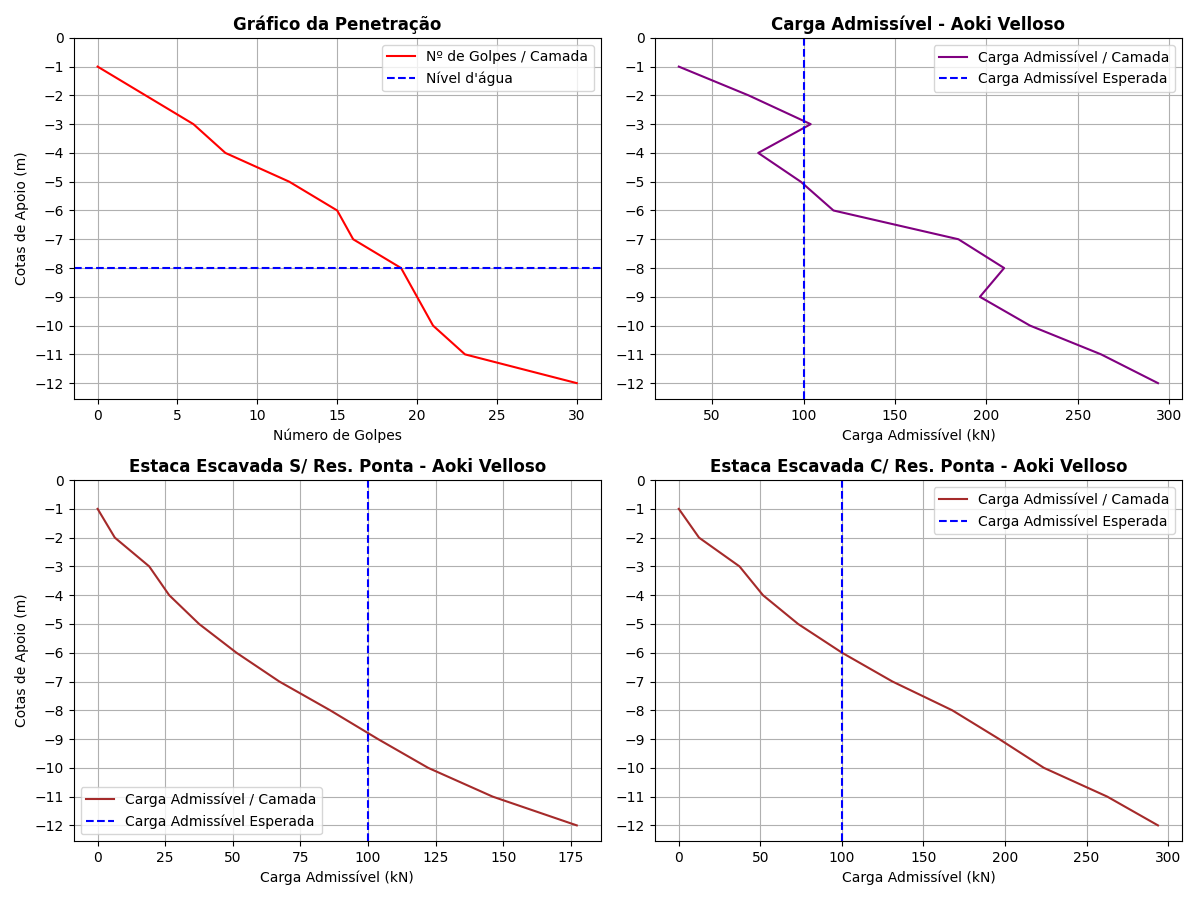 Gráfico da Penetração
0
−1
−2
−3
−4
−5
−6
−7
−8
−9
−10
−11
−12
Cotas de Apoio (m)
Nº de Golpes / Camada
Nível d'água
0 5 10 15 20 25 30
Número de Golpes
Carga Admissível - Aoki Velloso
0
−1
−2
−3
−4
−5
−6
−7
−8
−9
−10
−11
−12
Carga Admissível / Camada
Carga Admissível Esperada
50 100 150 200 250 300
Carga Admissível (kN)
Estaca Escavada S/ Res. Ponta - Aoki Velloso
0
−1
−2
−3
−4
−5
−6
−7
−8
−9
−10
−11
−12
Cotas de Apoio (m)
Carga Admissível / Camada
Carga Admissível Esperada
0 25 50 75 100 125 150 175
Carga Admissível (kN)
Estaca Escavada C/ Res. Ponta - Aoki Velloso
0
−1
−2
−3
−4
−5
−6
−7
−8
−9
−10
−11
−12
Carga Admissível / Camada
Carga Admissível Esperada
0 50 100 150 200 250 300
Carga Admissível (kN)